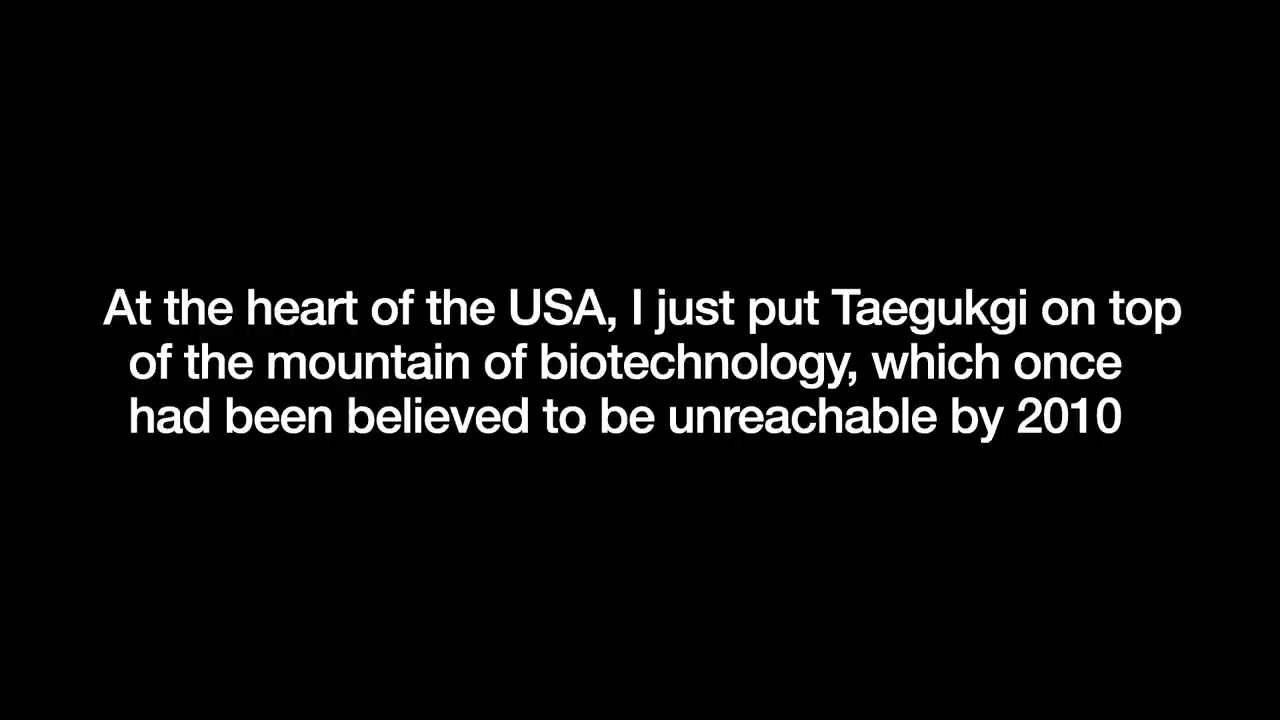 At the heart of the USA, I just put Taegukgi on top
of the mountain of biotechnology, which once
had been believed to be unreachable by 2010